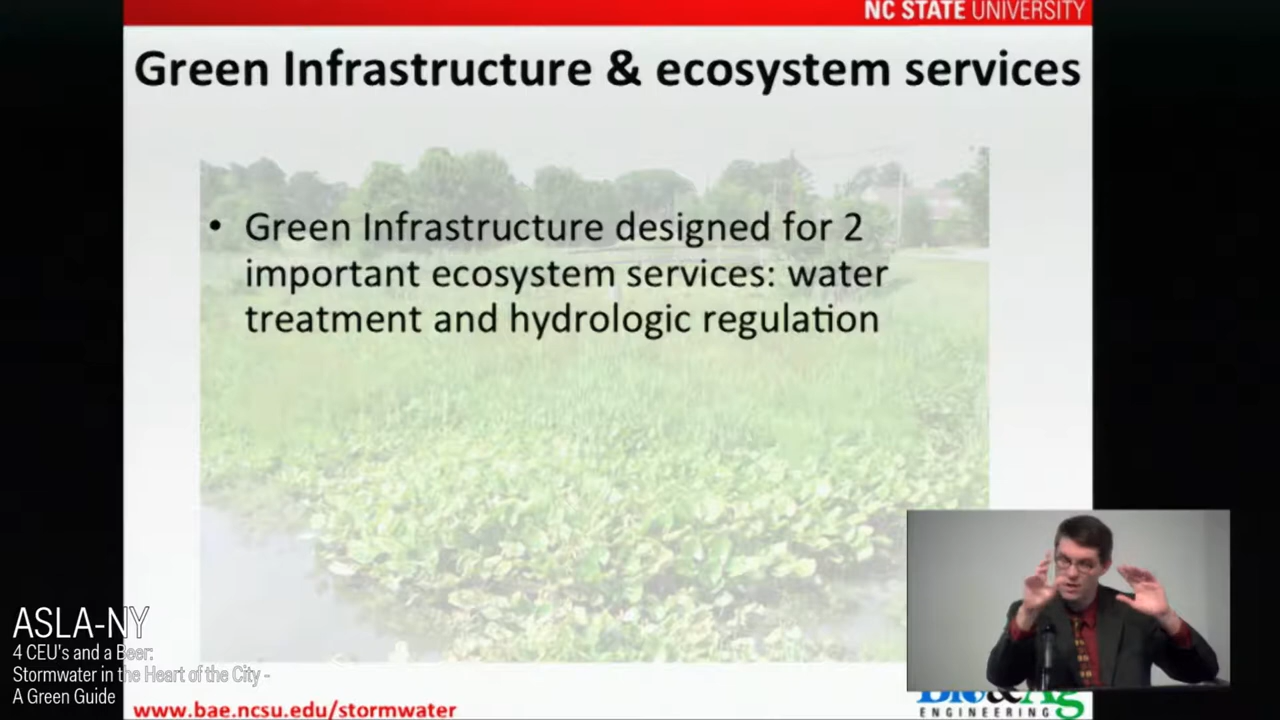 NC STATE UNIVERSITY
Green Infrastructure & ecosystem services
• Green Infrastructure designed for 2
important ecosystem services: water
treatment and hydrologic regulation
ASLA-NY
4 CEU's and a Beer:
Stormwater in the Heart of the City -
A Green Guide
www.bae.ncsu.edu/stormwater
ENGINEERING